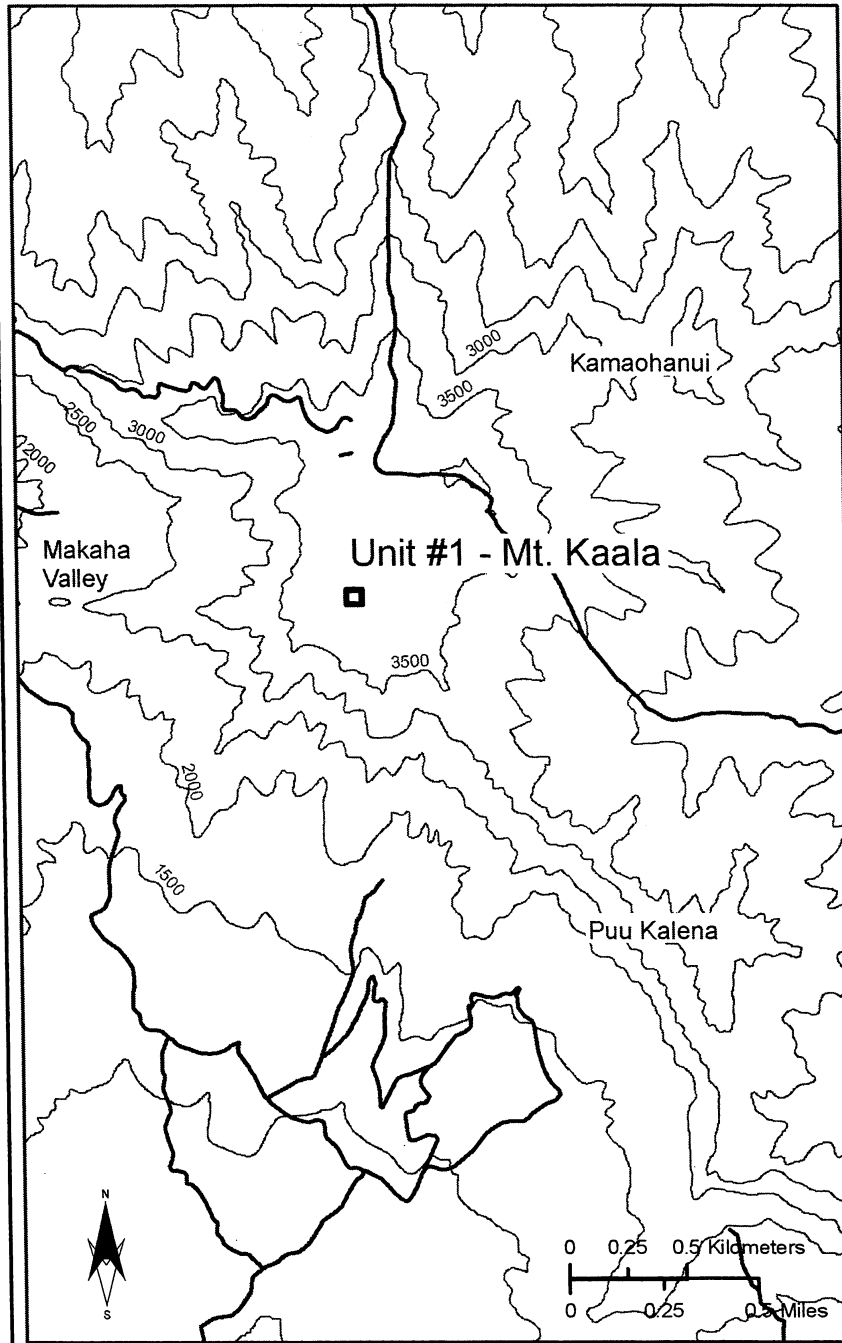 3000
Kamaohanui
3500
2500
3000
2000
Makaha
Valley
Unit #1 - Mt. Kaala
3500
2000
1500
Puu Kalena
N
S
0 0.25 0.5 Kilometers
0 0.25 0.5 Miles